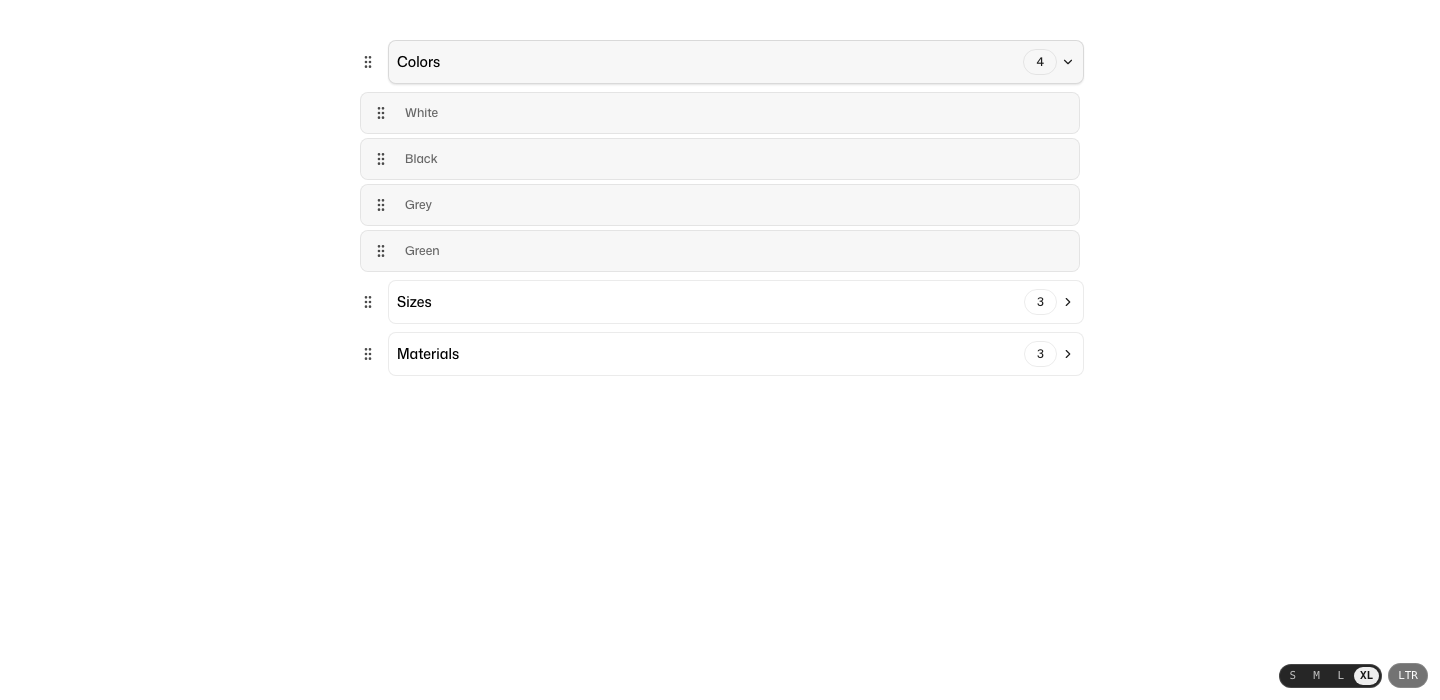 Colors 4
White
Black
Grey
Green
Sizes 3
Materials 3
S M L XL LTR